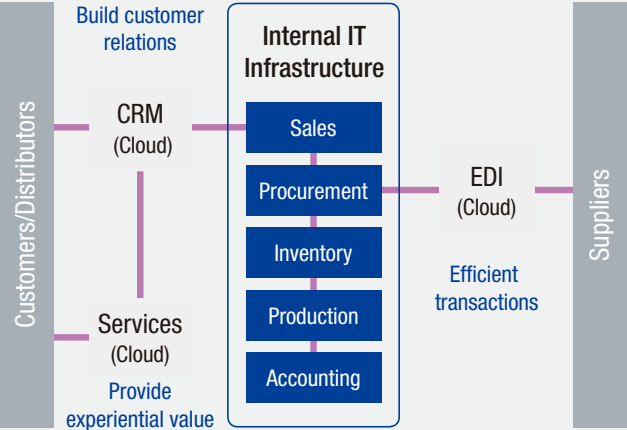 Build customer
relations
Customers/Distributors
CRM
(Cloud)
Services
(Cloud)
Provide
experiential value
Internal IT
Infrastructure
Sales
Procurement
Inventory
Production
Accounting
EDI
(Cloud)
Efficient
transactions
Suppliers